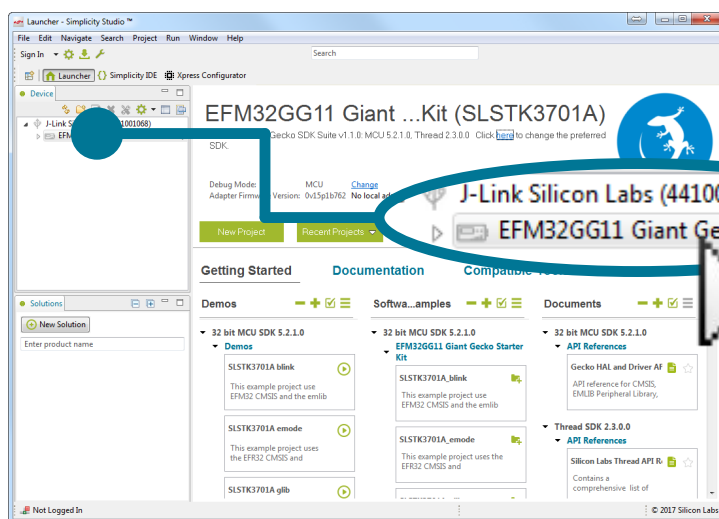 Launcher - Simplicity Studio ™
File Edit Navigate Search Project Run Window Help
Sign In
Search
Launcher {} Simplicity IDE Xpress Configurator
Device
J-Link
EFM32GG11 Giant ...Kit (SLSTK3701A)
Gecko SDK Suite v1.1.0: MCU 5.2.1.0, Thread 2.3.0.0 Click here to change the preferred
SDK.
Debug Mode: MCU Change
Adapter Firmware Version: 0v15p1b762 No local
J-Link Silicon Labs (4410
EFM32GG11 Giant Ge
New Project Recent Projects
Getting Started Documentation
Solutions
New Solution
Enter product name
Demos
32 bit MCU SDK 5.2.1.0
Demos
SLSTK3701A blink
This example project use
EFM32 CMSIS and the emlib
SLSTK3701A emode
This example project uses
the EFR32 CMSIS and
SLSTK3701A glib
Softwa...amples
32 bit MCU SDK 5.2.1.0
EFM32GG11 Giant Gecko Starter
Kit
SLSTK3701A_blink
This example project use
EFM32 CMSIS and the emlib
SLSTK3701A_emode
This example project uses the
EFR32 CMSIS and
Documents
32 bit MCU SDK 5.2.1.0
API References
Gecko HAL and Driver AF
API reference for CMSIS,
EMLIB Peripheral Library,
Thread SDK 2.3.0.0
API References
Silicon Labs Thread API R
Contains a
comprehensive list of
Not Logged In
© 2017 Silicon Labs